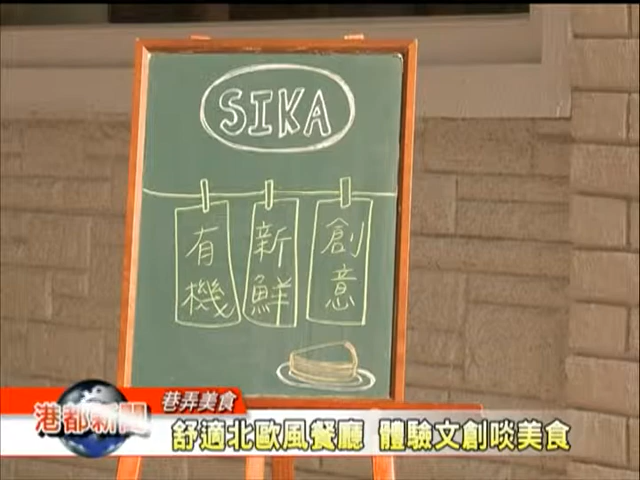 SIKA
有機
新鮮
創意
巷弄美食
港都新聞
舒適北歐風餐廳 體驗文創啖美食